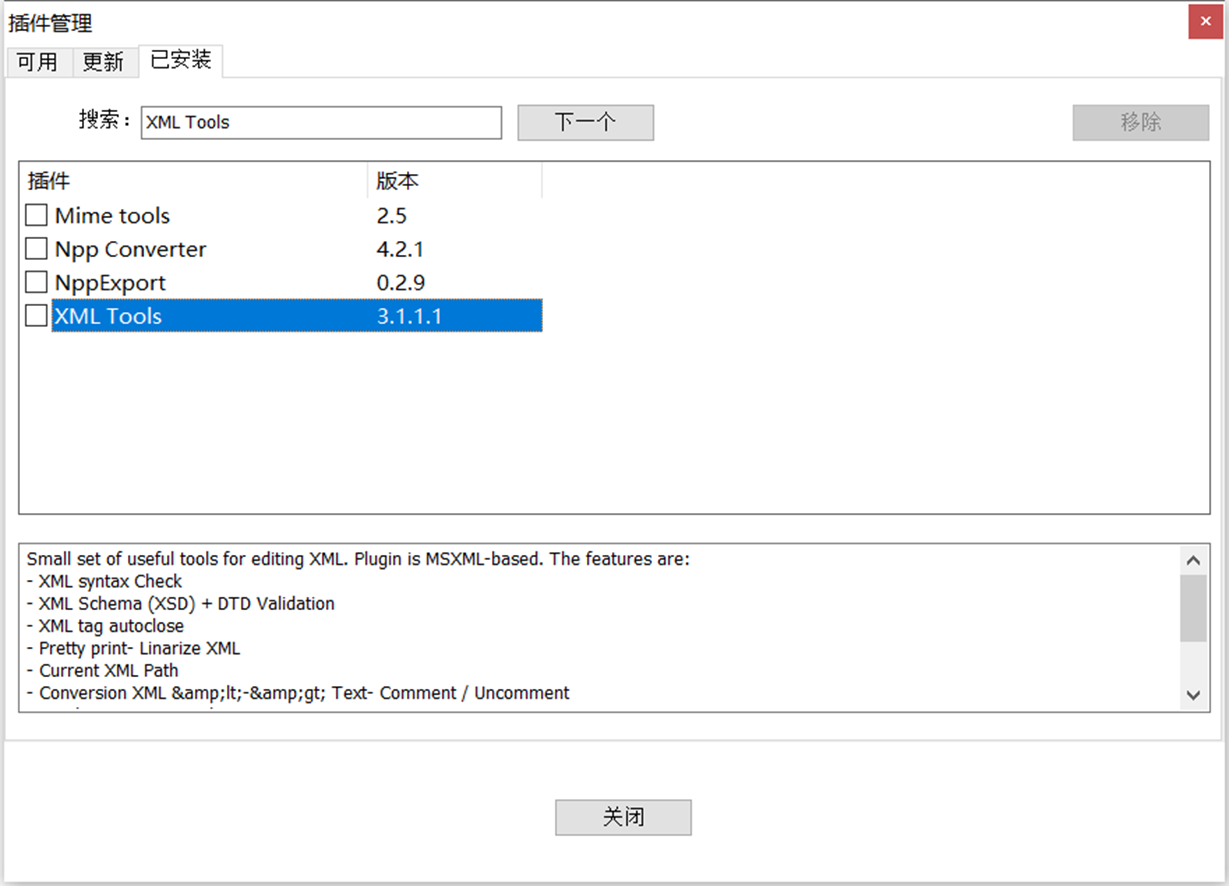 插件管理
可用 更新 已安装
搜索： XML Tools 下一个 移除
插件 版本
Mime tools 2.5
Npp Converter 4.2.1
NppExport 0.2.9
XML Tools 3.1.1.1
Small set of useful tools for editing XML. Plugin is MSXML-based. The features are:
- XML syntax Check
- XML Schema (XSD) + DTD Validation
- XML tag autoclose
- Pretty print- Linarize XML
- Current XML Path
- Conversion XML &amp;lt;-&amp;gt; Text- Comment / Uncomment
关闭